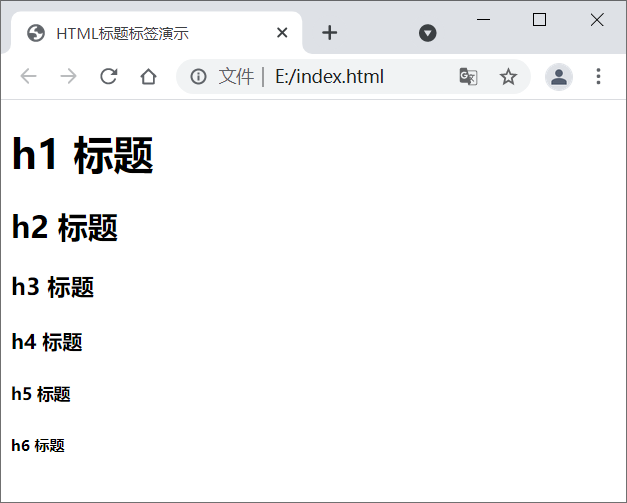 HTML标题标签演示
文件 | E:/index.html
h1 标题
h2 标题
h3 标题
h4 标题
h5 标题
h6 标题